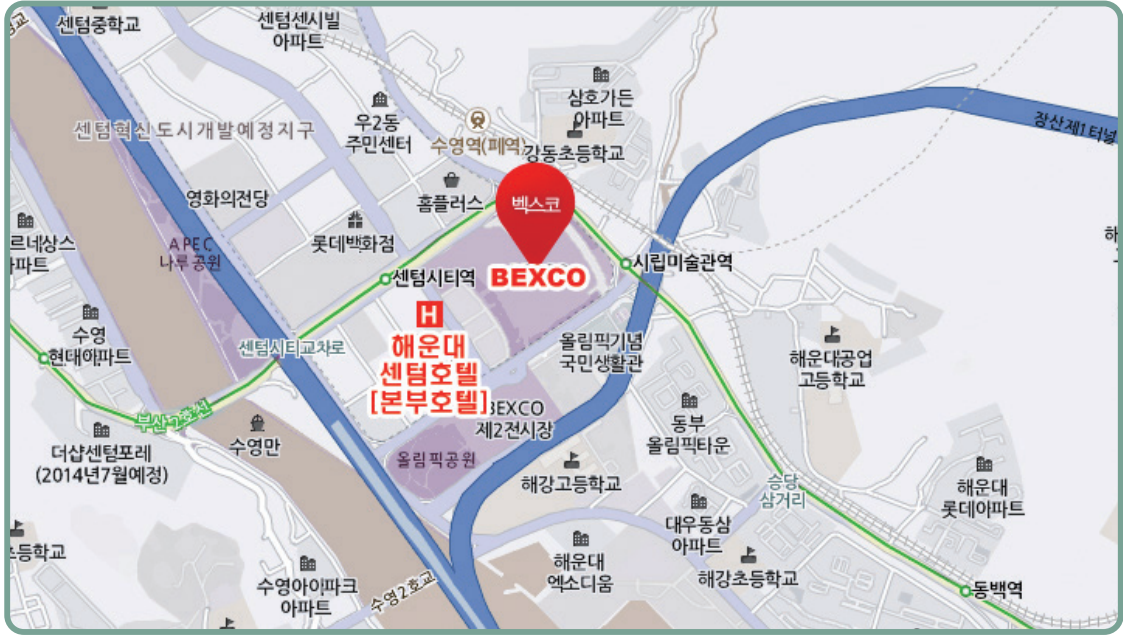 센텀중학교
센텀센시빌
아파트
삼호가든
아파트
우2동
주민센터
수영역(폐역)
강동초등학교
센텀혁신도시개발예정지구
장산제1터널
영화의전당
홈플러스
벡스코
BEXCO
롯데백화점
APEC
나루공원
르네상스
파트
시립미술관역
센텀시티역
H
해운대
센텀호텔
[본부호텔]
수영
현대아파트
센텀시티교차로
올림픽기념
국민생활관
해운대공업
고등학교
부산2호선
BEXCO
제2전시장
동부
올림픽타운
수영만
더샵센텀포레
(2014년7월예정)
올림픽공원
해강고등학교
승당
삼거리
해운대
롯데아파트
대우동삼
아파트
초등학교
해운대
엑소디움
해강초등학교
수영아이파크
아파트
수영2호교
동백역